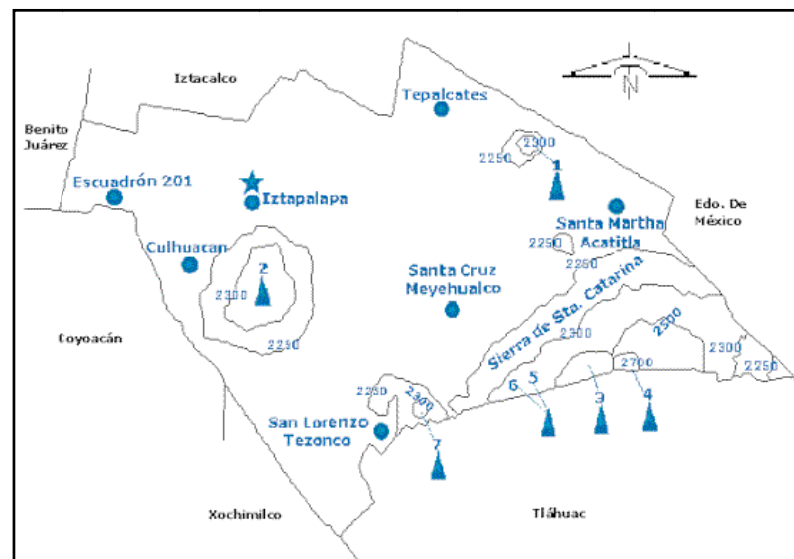 Iztacalco
N
Tepalcates
Benito
Juárez
2300
2250
1
Escuadrón 201
Iztapalapa
Edo. De
México
Santa Martha
Acatitla
Culhuacan
2250
2250
2
2300
Santa Cruz
Meyehualco
Sierra de Sta. Catarina
2300
2500
Coyoacán
2250
2300
2250
2700
6
5
3
4
2250
2300
San Lorenzo
Tezonco
7
Xochimilco
Tláhuac